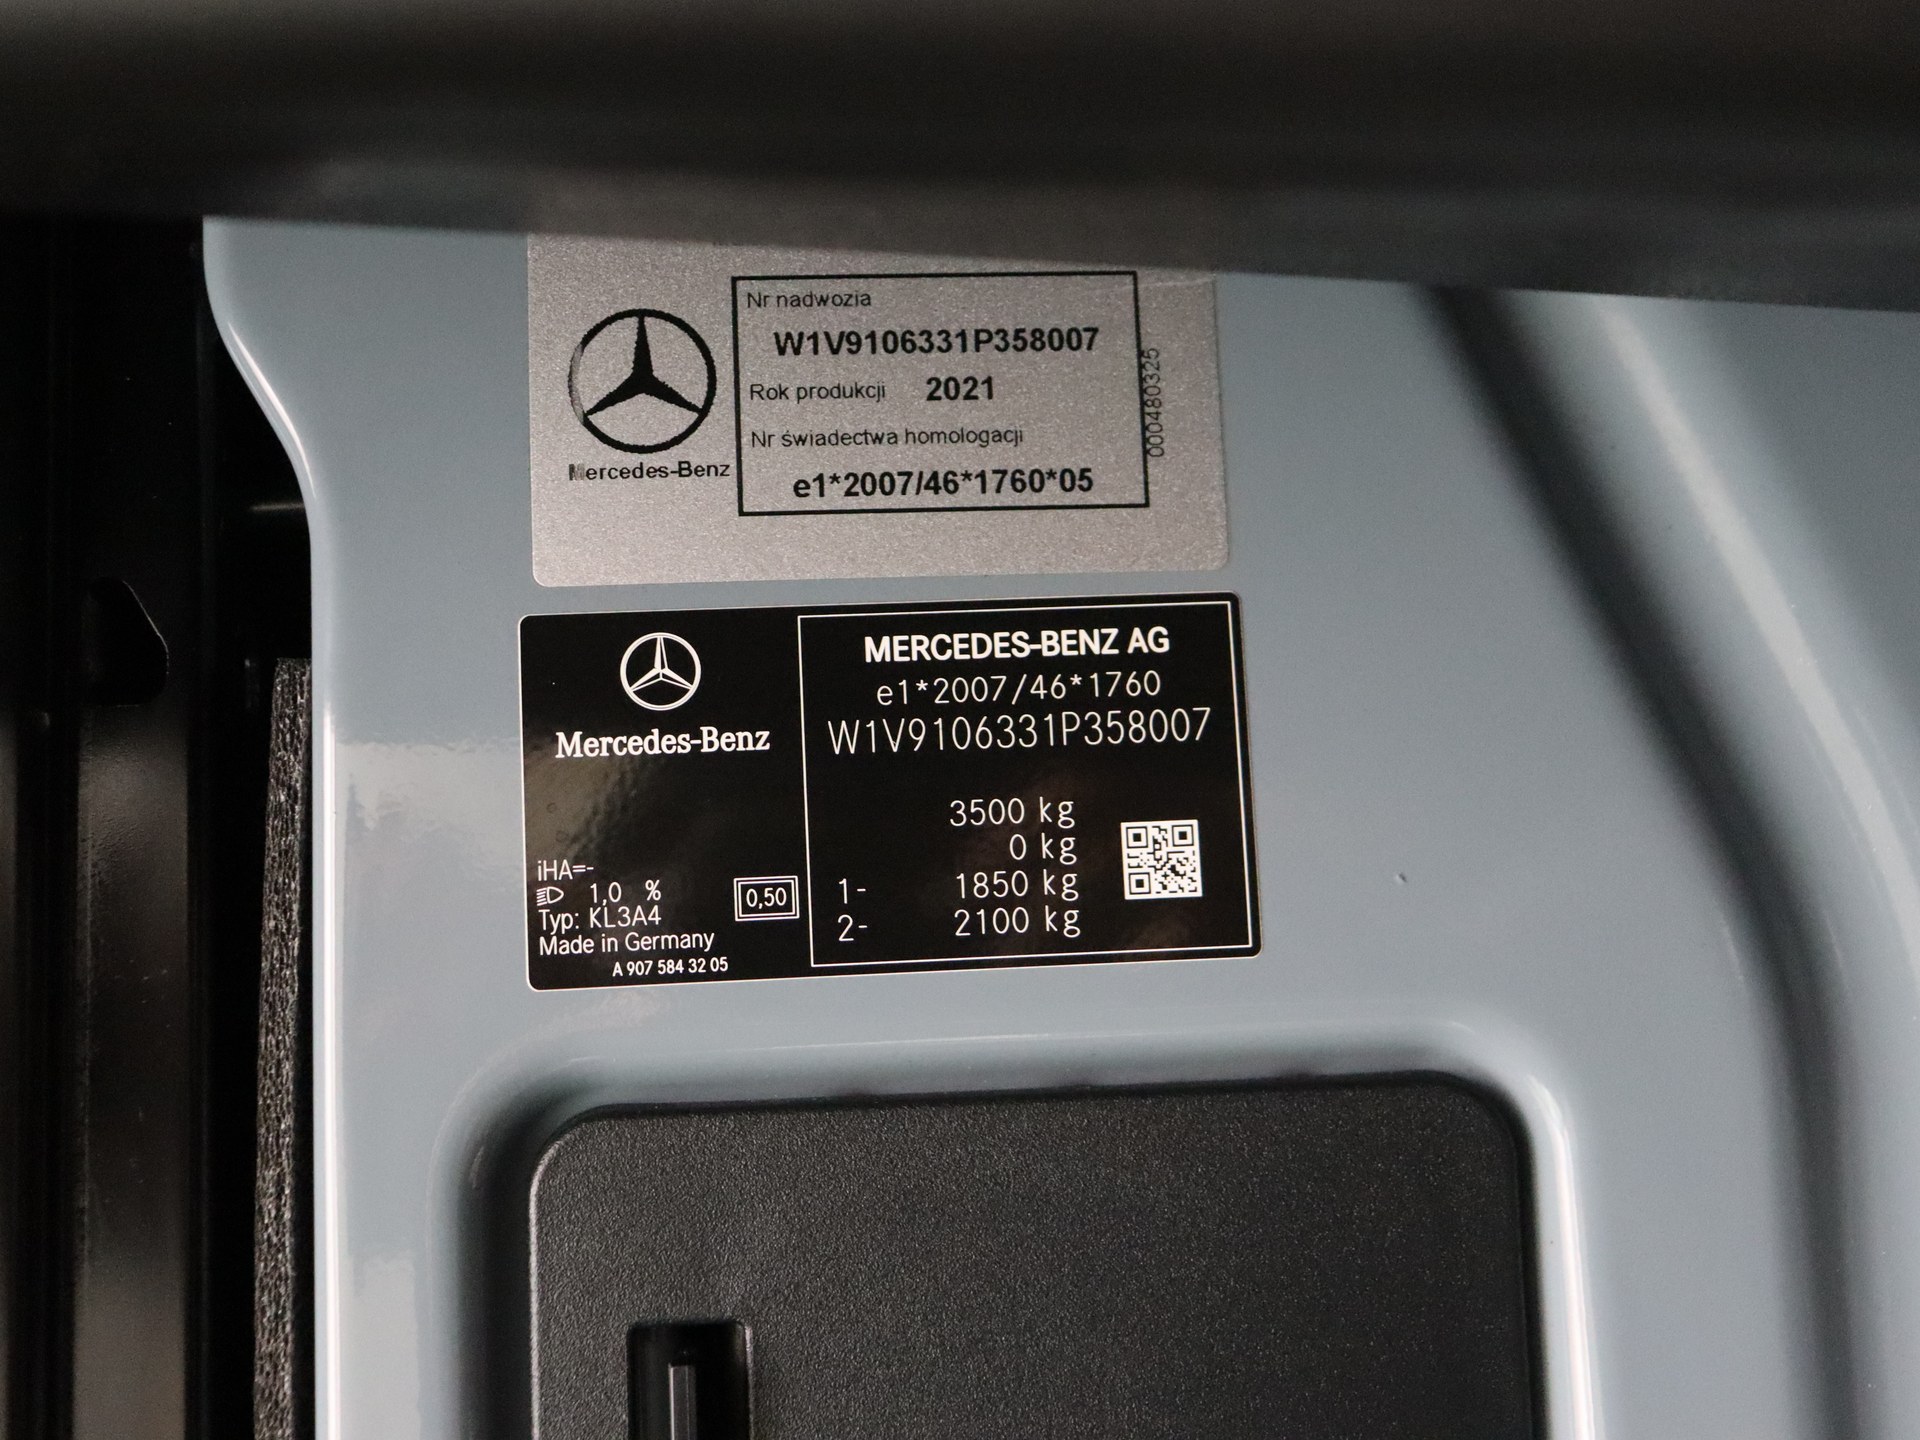 Nr nadwozia
W1V9106331P358007
Rok produkcji 2021
Nr świadectwa homologacji
e1*2007/46*1760*05
Mercedes-Benz
000480325
Mercedes-Benz
iHA=-
1,0 %
Typ: KL3A4
Made in Germany
A 907 584 32 05
0,50
MERCEDES-BENZ AG
e1*2007/46*1760
W1V9106331P358007
3500 kg
0 kg
1- 1850 kg
2- 2100 kg